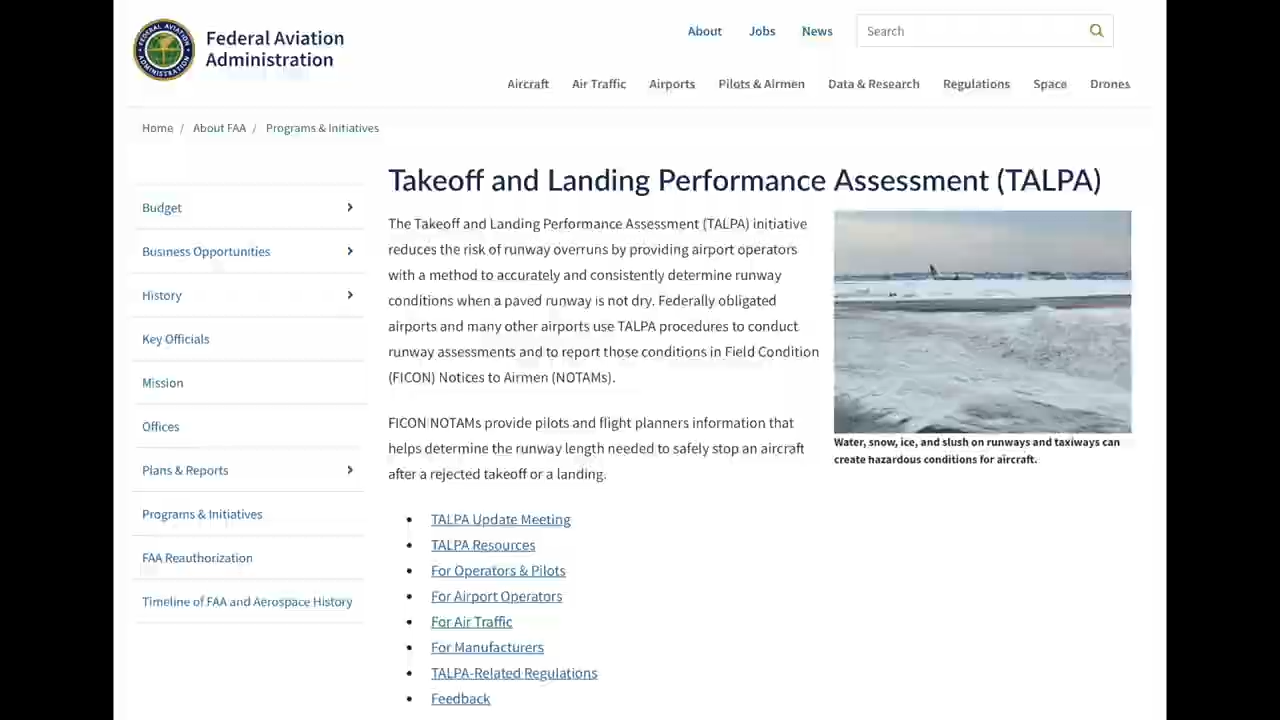 Federal Aviation
Administration
About
Jobs
News
Search
Aircraft
Air Traffic
Airports
Pilots & Airmen
Data & Research
Regulations
Space
Drones
Home / About FAA / Programs & Initiatives
Budget
Business Opportunities
History
Key Officials
Mission
Offices
Plans & Reports
Programs & Initiatives
FAA Reauthorization
Timeline of FAA and Aerospace History
Takeoff and Landing Performance Assessment (TALPA)
The Takeoff and Landing Performance Assessment (TALPA) initiative
reduces the risk of runway overruns by providing airport operators
with a method to accurately and consistently determine runway
conditions when a paved runway is not dry. Federally obligated
airports and many other airports use TALPA procedures to conduct
runway assessments and to report those conditions in Field Condition
(FICON) Notices to Airmen (NOTAMs).
FICON NOTAMs provide pilots and flight planners information that
helps determine the runway length needed to safely stop an aircraft
after a rejected takeoff or a landing.
Water, snow, ice, and slush on runways and taxiways can
create hazardous conditions for aircraft.
• TALPA Update Meeting
• TALPA Resources
• For Operators & Pilots
• For Airport Operators
• For Air Traffic
• For Manufacturers
• TALPA-Related Regulations
• Feedback
FEDERAL AVIATION
ADMINISTRATION